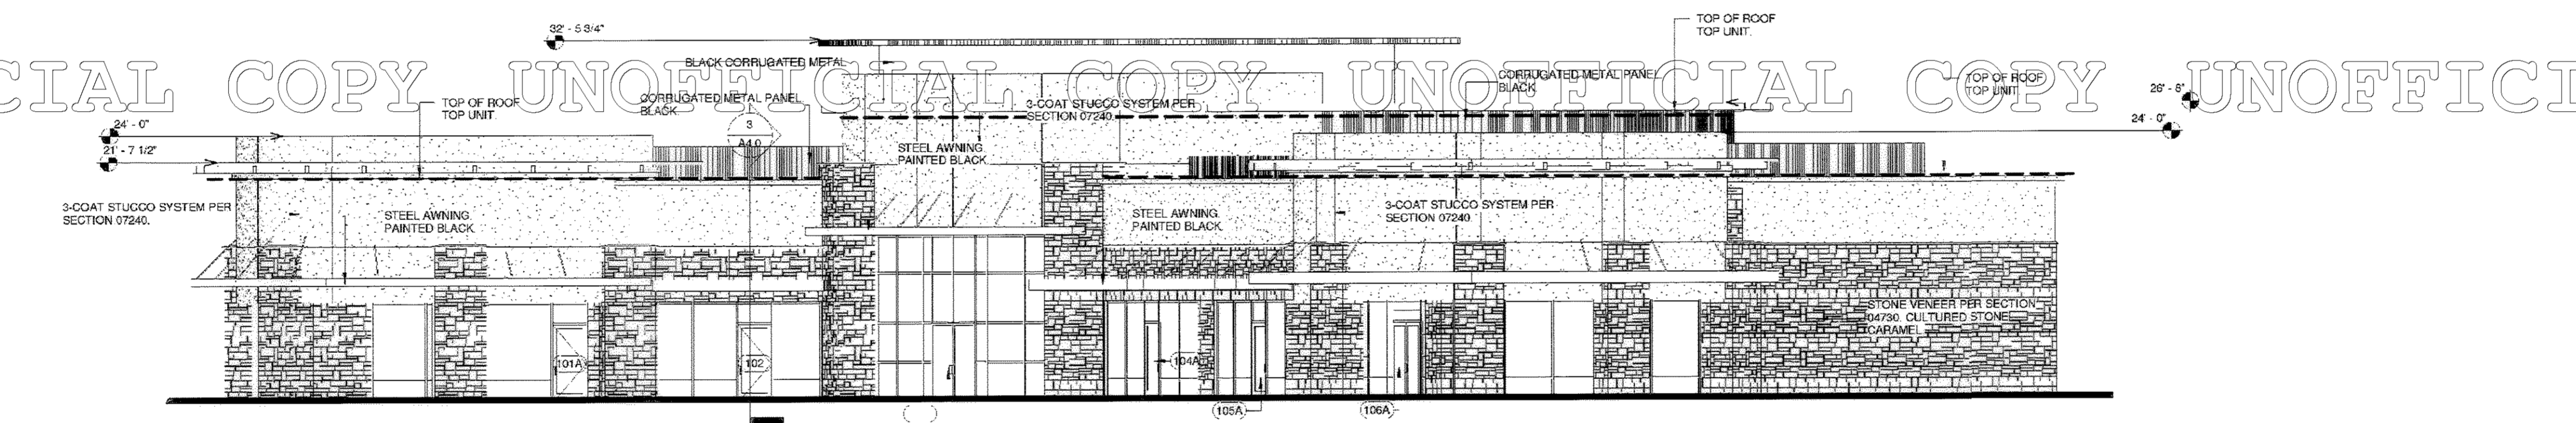 32' - 5 3/4"
TOP OF ROOF
TOP UNIT.
CIAL COPY UNOFFICIAL COPY UNOFFICIAL COPY UNOFFICI
BLACK CORRUGATED METAL
CORRUGATED METAL PANEL
BLACK.
TOP OF ROOF
TOP UNIT.
26' - 6"
TOP OF ROOF
TOP UNIT.
CORRUGATED METAL PANEL
BLACK.
3-COAT STUCCO SYSTEM PER
SECTION 07240.
24' - 0"
24' - 0"
3
A4.0
21' - 7 1/2"
STEEL AWNING
PAINTED BLACK.
3-COAT STUCCO SYSTEM PER
SECTION 07240.
STEEL AWNING
PAINTED BLACK.
STEEL AWNING
PAINTED BLACK.
3-COAT STUCCO SYSTEM PER
SECTION 07240.
STONE VENEER PER SECTION
04730. CULTURED STONE
CARAMEL
101A
102
104A
105A
106A